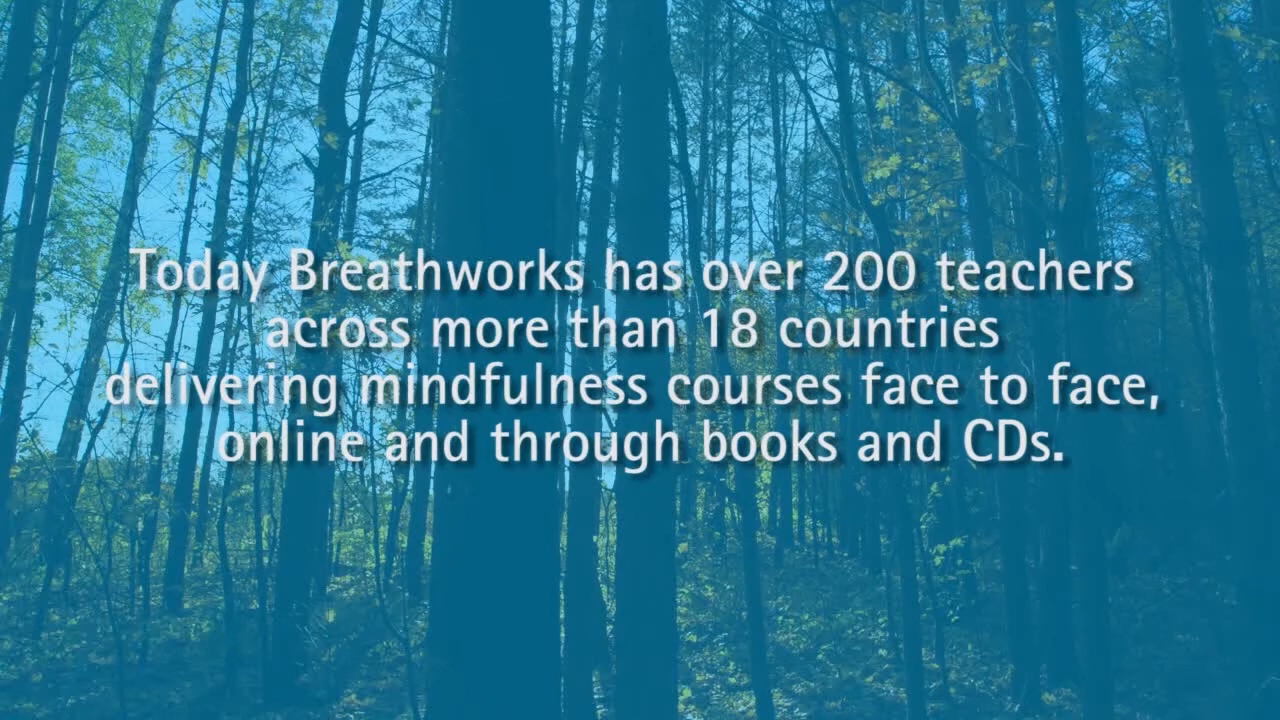 Today Breathworks has over 200 teachers
across more than 18 countries
delivering mindfulness courses face to face,
online and through books and CDs.